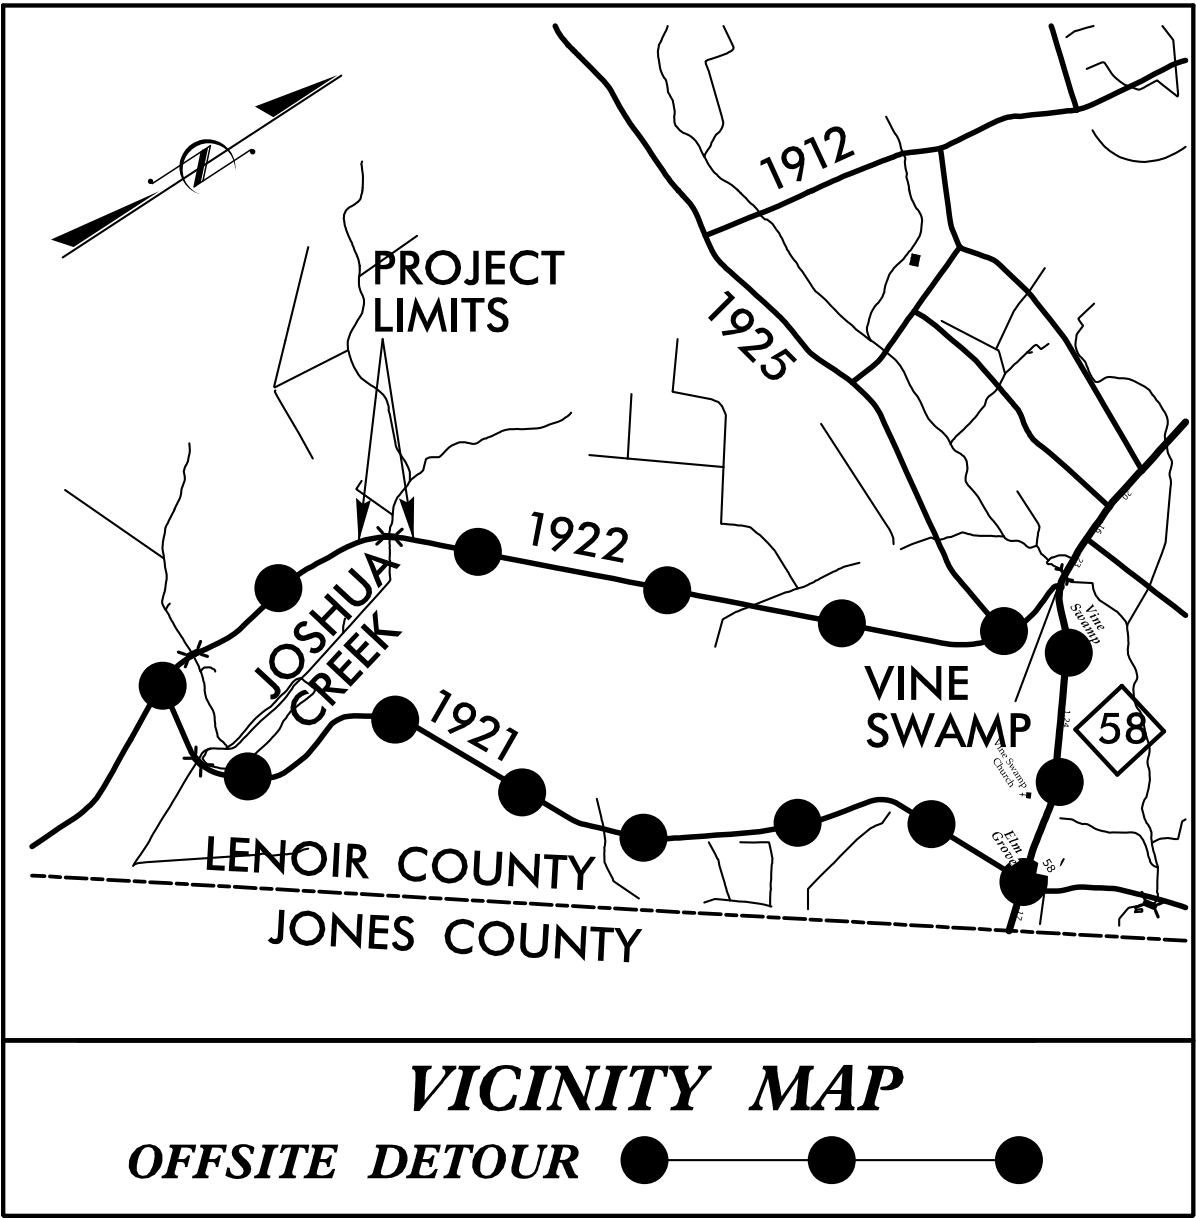 1912
PROJECT
LIMITS
1925
1922
JOSHUA
CREEK
Vine
Swamp
VINE
SWAMP
58
1921
Vine Swamp
Church
Elm
Grove
58
LENOIR COUNTY
JONES COUNTY
VICINITY MAP
OFFSITE DETOUR